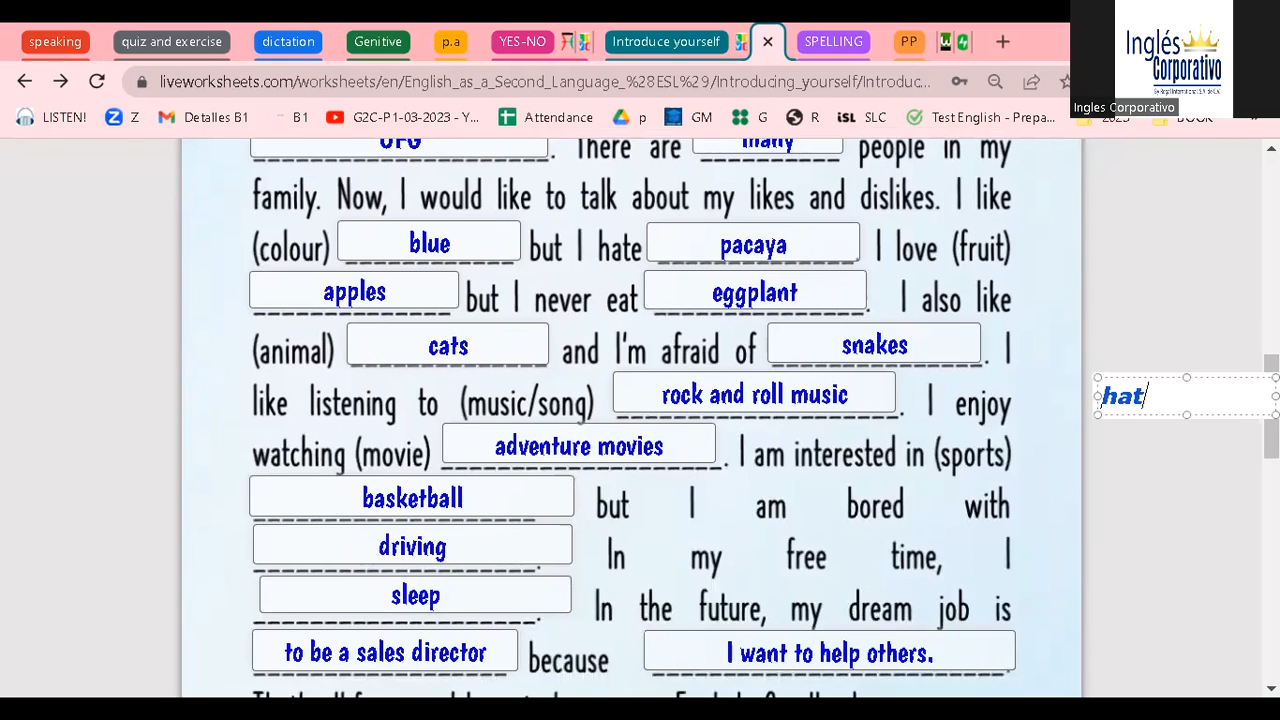 speaking quiz and exercise dictation Genitive p.a YES-NO Introduce yourself SPELLING PP
liveworksheets.com/worksheets/en/English_as_a_Second_Language_%28ESL%29/Introducing_yourself/Introduc...
Inglés Corporativo
Ingles Corporativo
LISTEN! Z Detalles B1 B1 G2C-P1-03-2023- Y... Attendance p GM G R SLC Test English - Prepa... 2023 BOOK
UFG. There are many people in my
family. Now, I would like to talk about my likes and dislikes. I like
(colour) blue but I hate pacaya. I love (fruit)
apples but I never eat eggplant. I also like
(animal) cats and I'm afraid of snakes. I
like listening to (music/song) rock and roll music. I enjoy
hat
watching (movie) adventure movies. I am interested in (sports)
basketball but I am bored with
driving. In my free time, I
sleep. In the future, my dream job is
to be a sales director because I want to help others.